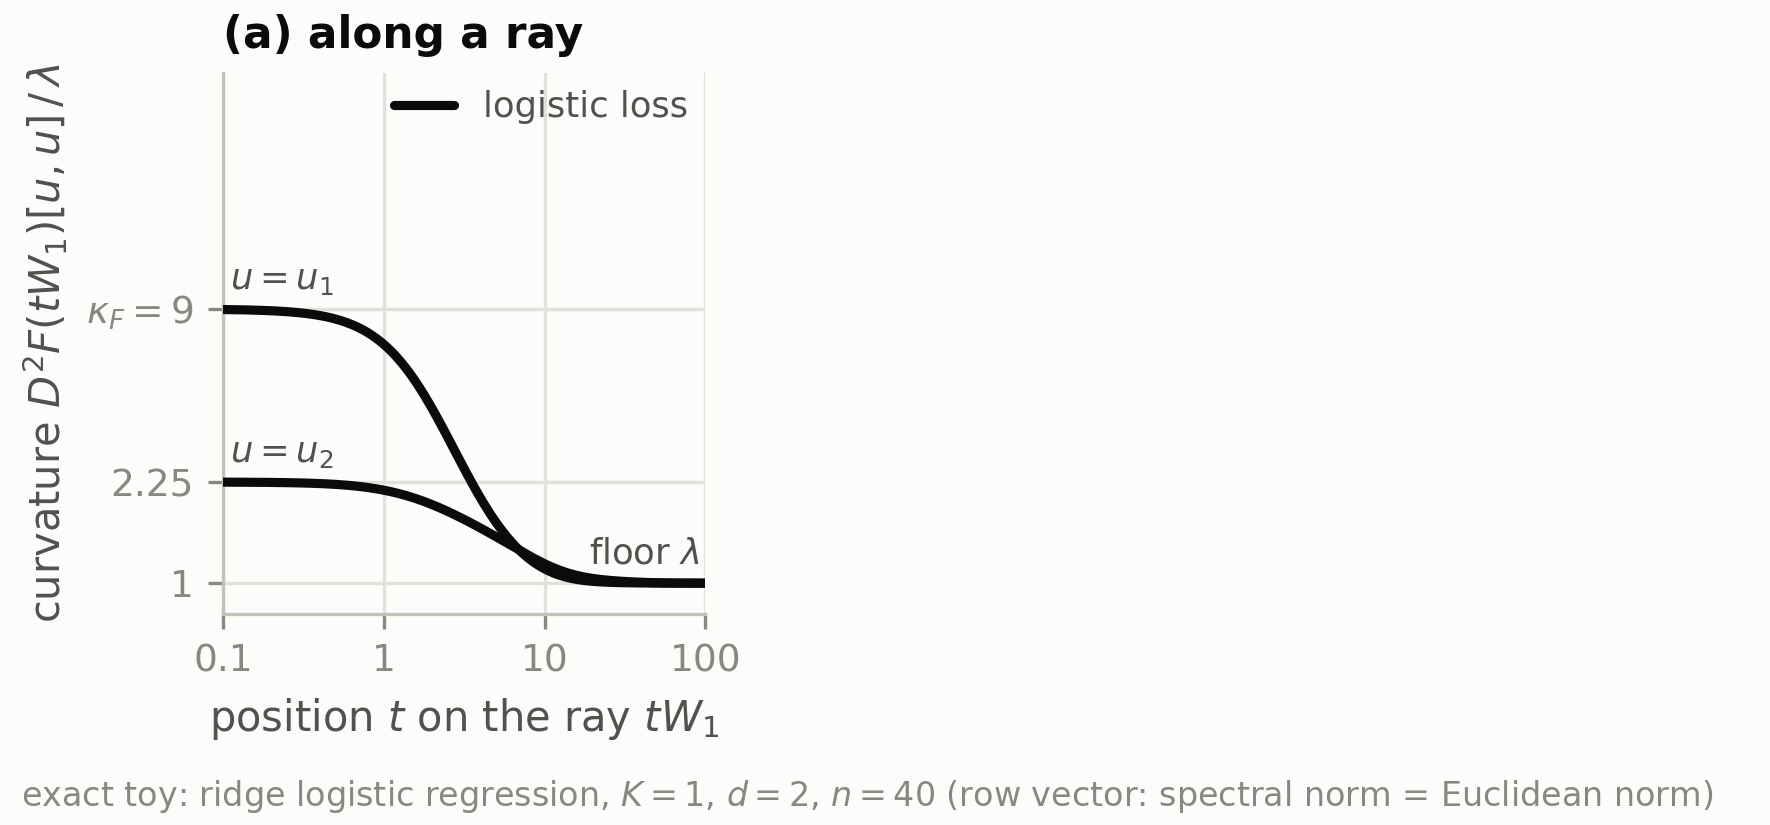 (a) along a ray
curvature D²F(tW₁)[u, u] / λ
logistic loss
u = u₁
κ_F = 9
u = u₂
2.25
floor λ
1
0.1 1 10 100
position t on the ray tW₁
exact toy: ridge logistic regression, K = 1, d = 2, n = 40 (row vector: spectral norm = Euclidean norm)